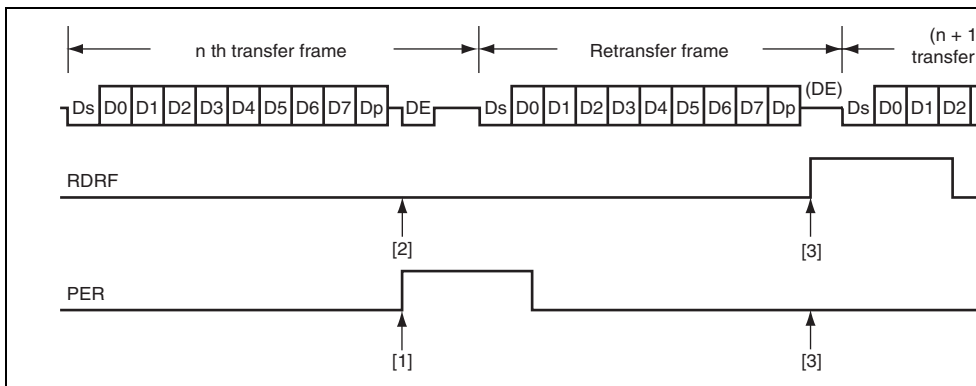 n th transfer frame
Retransfer frame
(n + 1
transfer
Ds D0 D1 D2 D3 D4 D5 D6 D7 Dp DE Ds D0 D1 D2 D3 D4 D5 D6 D7 Dp (DE) Ds D0 D1 D2
RDRF
[2] [3]
PER
[1] [3]